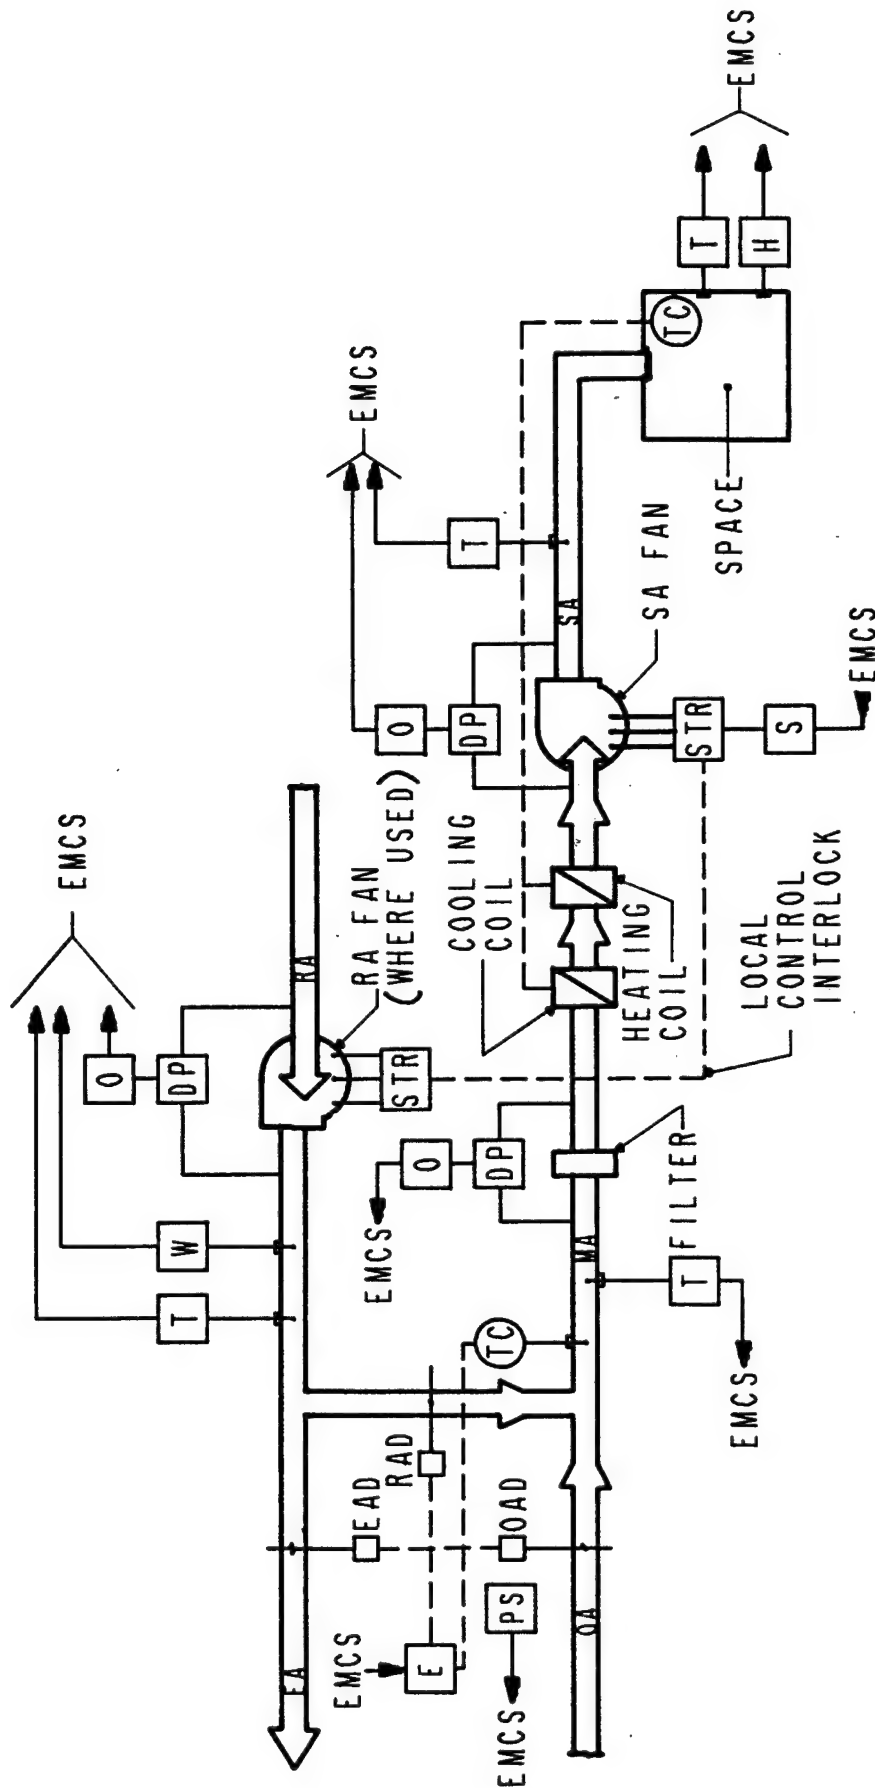 EMCS
EMCS
EMCS
T
W
O
DP
RA
EA
RA FAN
(WHERE USED)
STR
O
DP
EMCS
EMCS
E
EAD
RAD
OAD
PS
EMCS
TC
OA
MA
T
EMCS
FILTER
COOLING
COIL
HEATING
COIL
LOCAL
CONTROL
INTERLOCK
O
DP
T
SA
SA FAN
STR
S
EMCS
TC
T
H
SPACE